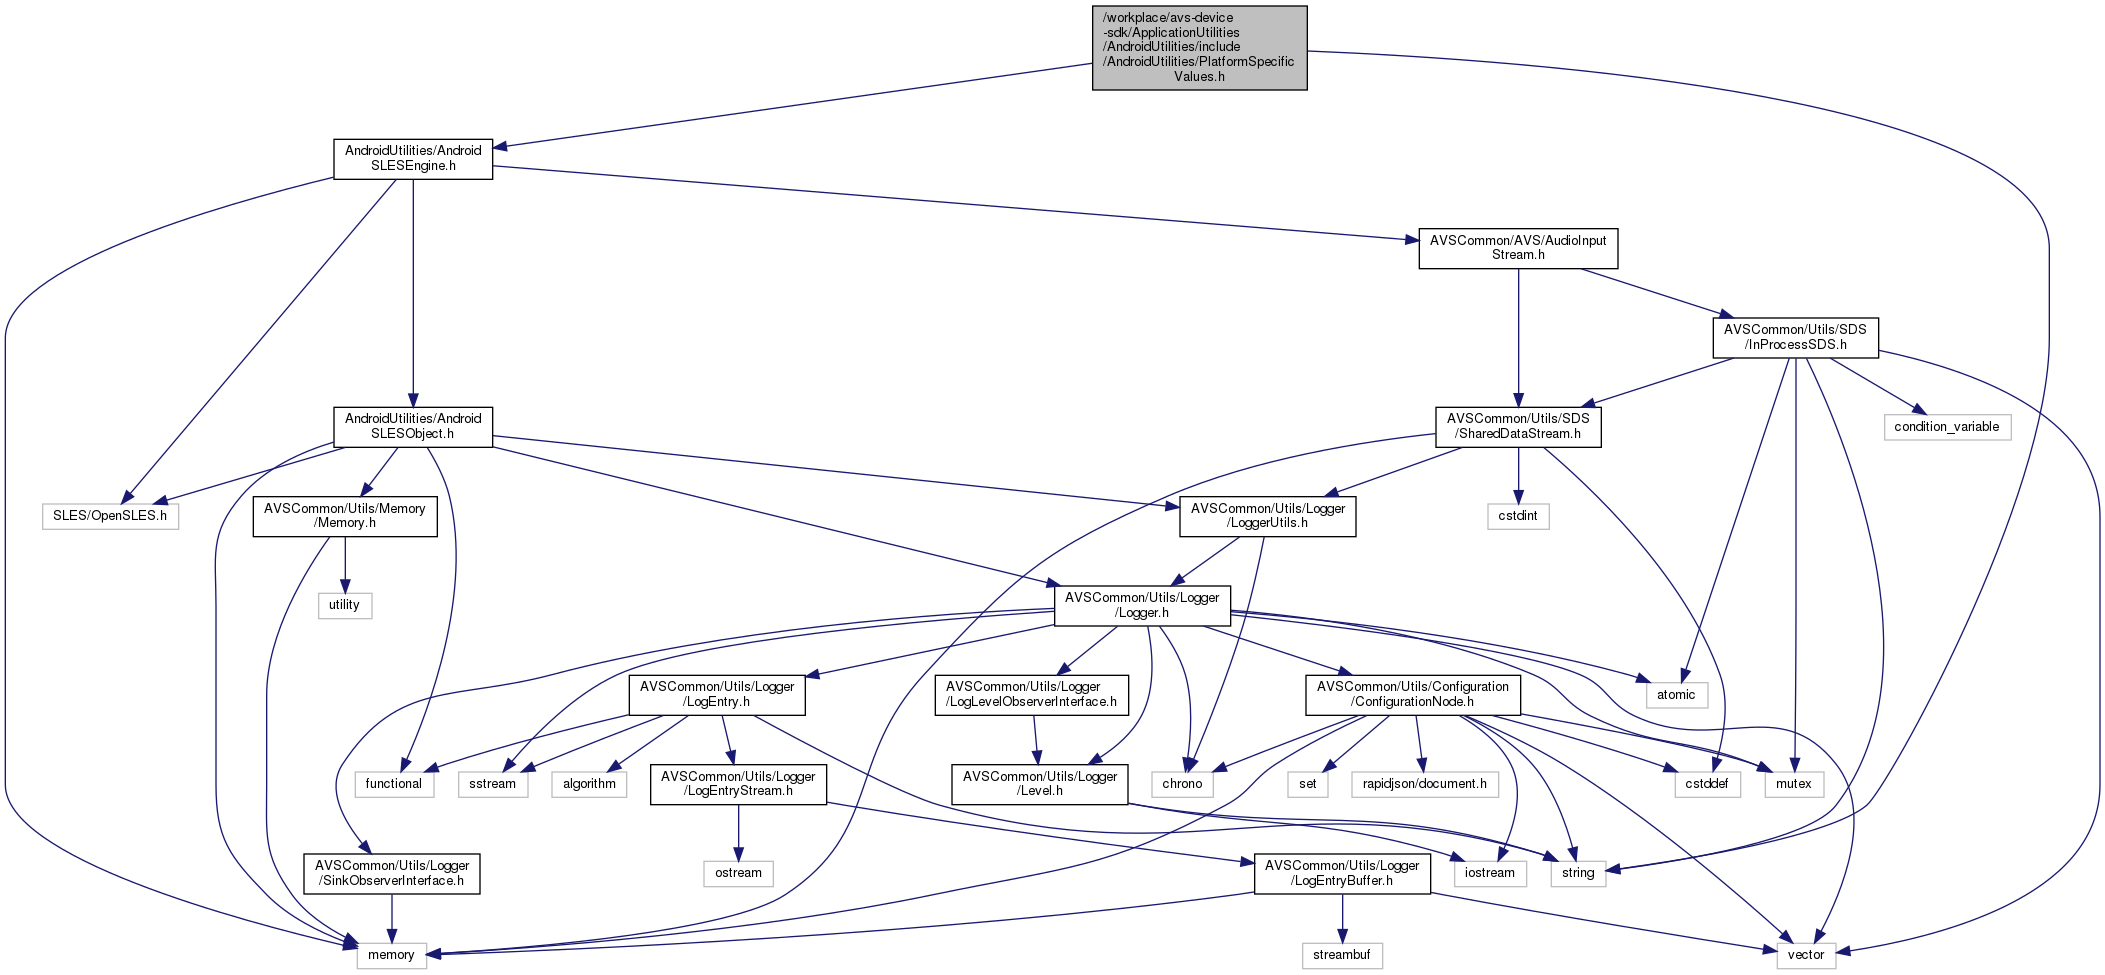 /workplace/avs-device
-sdk/ApplicationUtilities
/AndroidUtilities/include
/AndroidUtilities/PlatformSpecific
Values.h
AndroidUtilities/Android
SLESEngine.h
AVSCommon/AVS/AudioInput
Stream.h
AVSCommon/Utils/SDS
/InProcessSDS.h
AndroidUtilities/Android
SLESObject.h
AVSCommon/Utils/SDS
/SharedDataStream.h
condition_variable
SLES/OpenSLES.h
AVSCommon/Utils/Memory
/Memory.h
AVSCommon/Utils/Logger
/LoggerUtils.h
cstdint
utility
AVSCommon/Utils/Logger
/Logger.h
AVSCommon/Utils/Logger
/LogEntry.h
AVSCommon/Utils/Logger
/LogLevelObserverInterface.h
AVSCommon/Utils/Configuration
/ConfigurationNode.h
atomic
functional
sstream
algorithm
AVSCommon/Utils/Logger
/LogEntryStream.h
AVSCommon/Utils/Logger
/Level.h
chrono
set
rapidjson/document.h
cstddef
mutex
AVSCommon/Utils/Logger
/SinkObserverInterface.h
ostream
AVSCommon/Utils/Logger
/LogEntryBuffer.h
iostream
string
memory
streambuf
vector